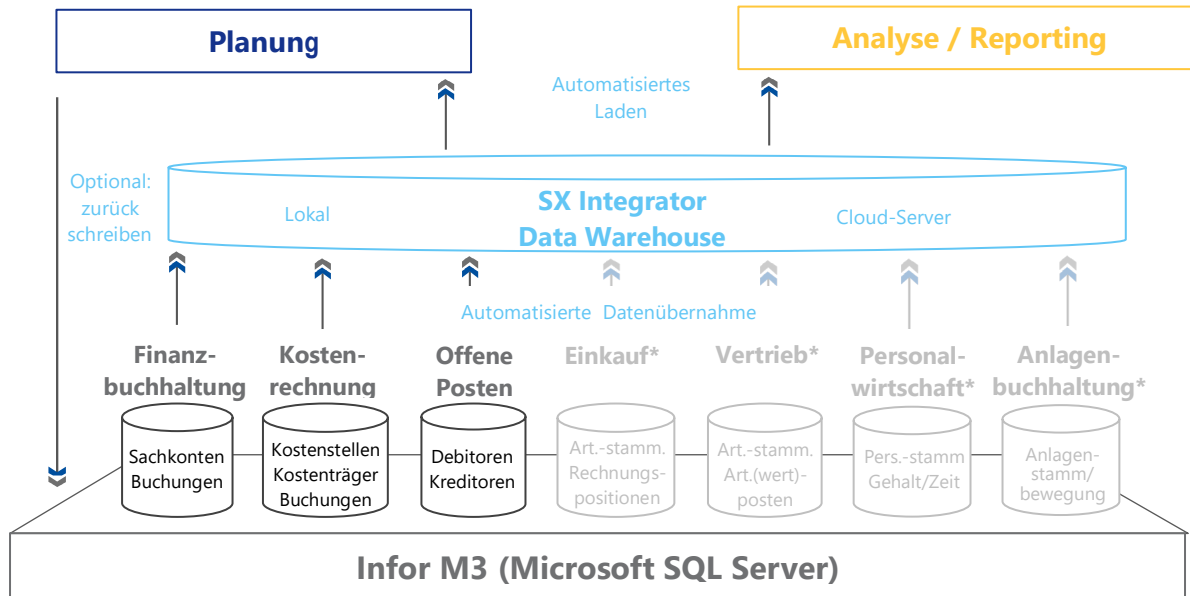 Planung
Analyse / Reporting
Automatisiertes
Laden
Optional:
zurück
schreiben
Lokal
SX Integrator
Data Warehouse
Cloud-Server
Automatisierte Datenübernahme
Finanz-
buchhaltung
Kosten-
rechnung
Offene
Posten
Einkauf*
Vertrieb*
Personal-
wirtschaft*
Anlagen-
buchhaltung*
Sachkonten
Buchungen
Kostenstellen
Kostenträger
Buchungen
Debitoren
Kreditoren
Art.-stamm.
Rechnungs-
positionen
Art.-stamm.
Art.(wert)-
posten
Pers.-stamm
Gehalt/Zeit
Anlagen-
stamm/
bewegung
Infor M3 (Microsoft SQL Server)